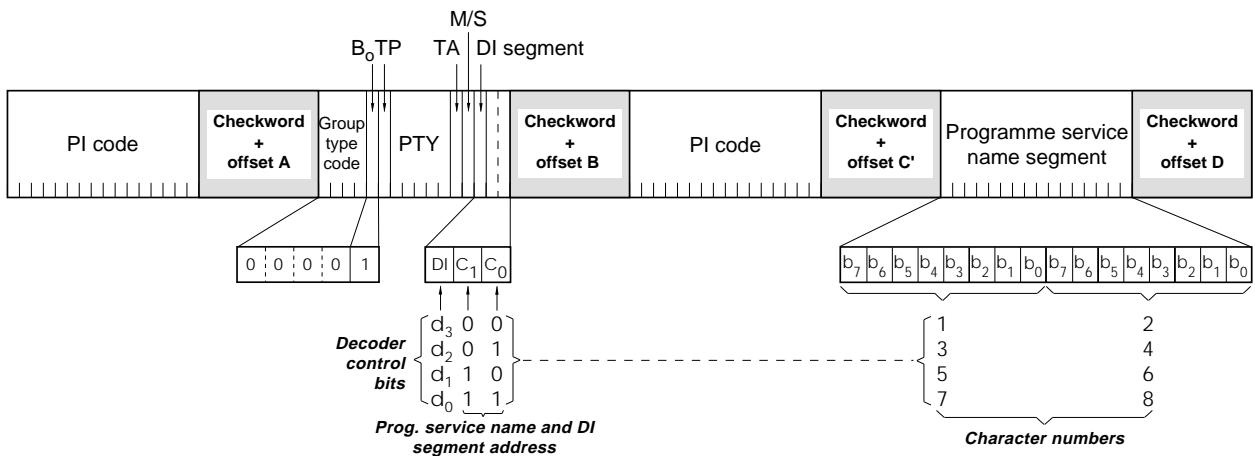 M/S
B₀ TP TA DI segment
PI code
Checkword
+
offset A
Group
type
code
PTY
Checkword
+
offset B
PI code
Checkword
+
offset C'
Programme service
name segment
Checkword
+
offset D
0 0 0 0 1
DI C₁ C₀
b₇ b₆ b₅ b₄ b₃ b₂ b₁ b₀ b₇ b₆ b₅ b₄ b₃ b₂ b₁ b₀
Decoder
control
bits
d₃ 0 0
d₂ 0 1
d₁ 1 0
d₀ 1 1
1 2
3 4
5 6
7 8
Prog. service name and DI
segment address
Character numbers